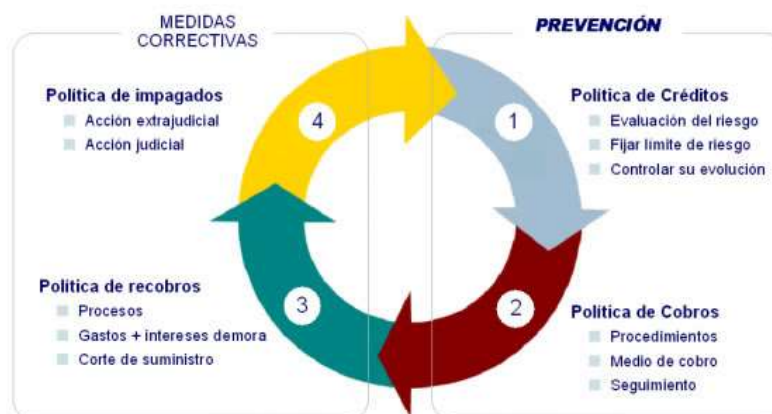 MEDIDAS
CORRECTIVAS
PREVENCIÓN
1
Política de Créditos
Evaluación del riesgo
Fijar límite de riesgo
Controlar su evolución
2
Política de Cobros
Procedimientos
Medio de cobro
Seguimiento
3
Política de recobros
Procesos
Gastos + intereses demora
Corte de suministro
4
Política de impagados
Acción extrajudicial
Acción judicial